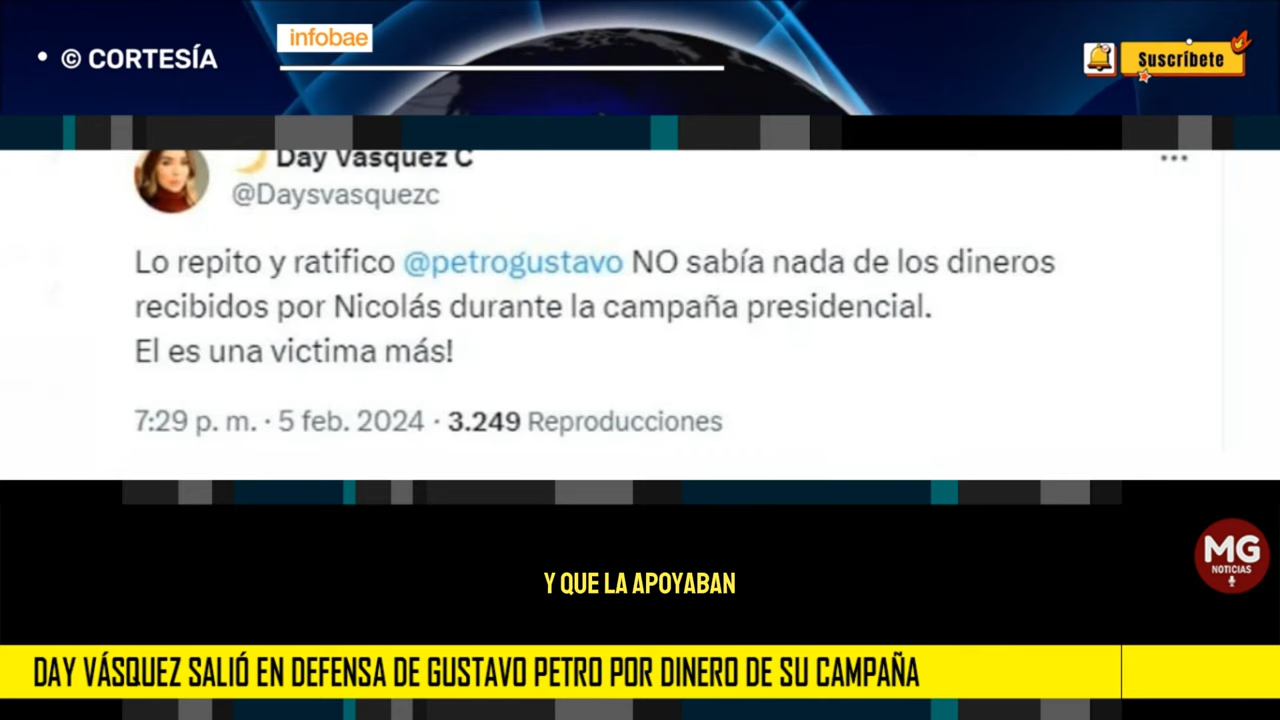 • © CORTESÍA
infobae
Suscríbete
Day Vasquez C
@Daysvasquezc
Lo repito y ratifico @petrogustavo NO sabía nada de los dineros
recibidos por Nicolás durante la campaña presidencial.
El es una victima más!
7:29 p. m. · 5 feb. 2024 · 3.249 Reproducciones
MG
NOTICIAS
Y QUE LA APOYABAN
DAY VÁSQUEZ SALIÓ EN DEFENSA DE GUSTAVO PETRO POR DINERO DE SU CAMPAÑA